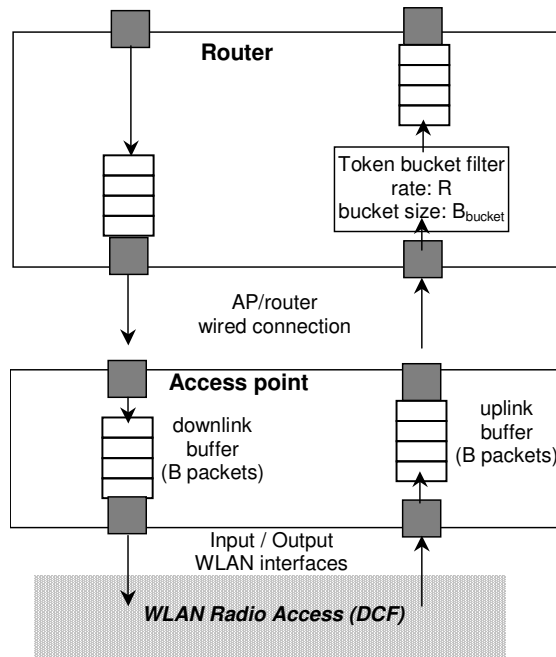 Router
Token bucket filter
rate: R
bucket size: Bbucket
AP/router
wired connection
Access point
downlink
buffer
(B packets)
uplink
buffer
(B packets)
Input / Output
WLAN interfaces
WLAN Radio Access (DCF)